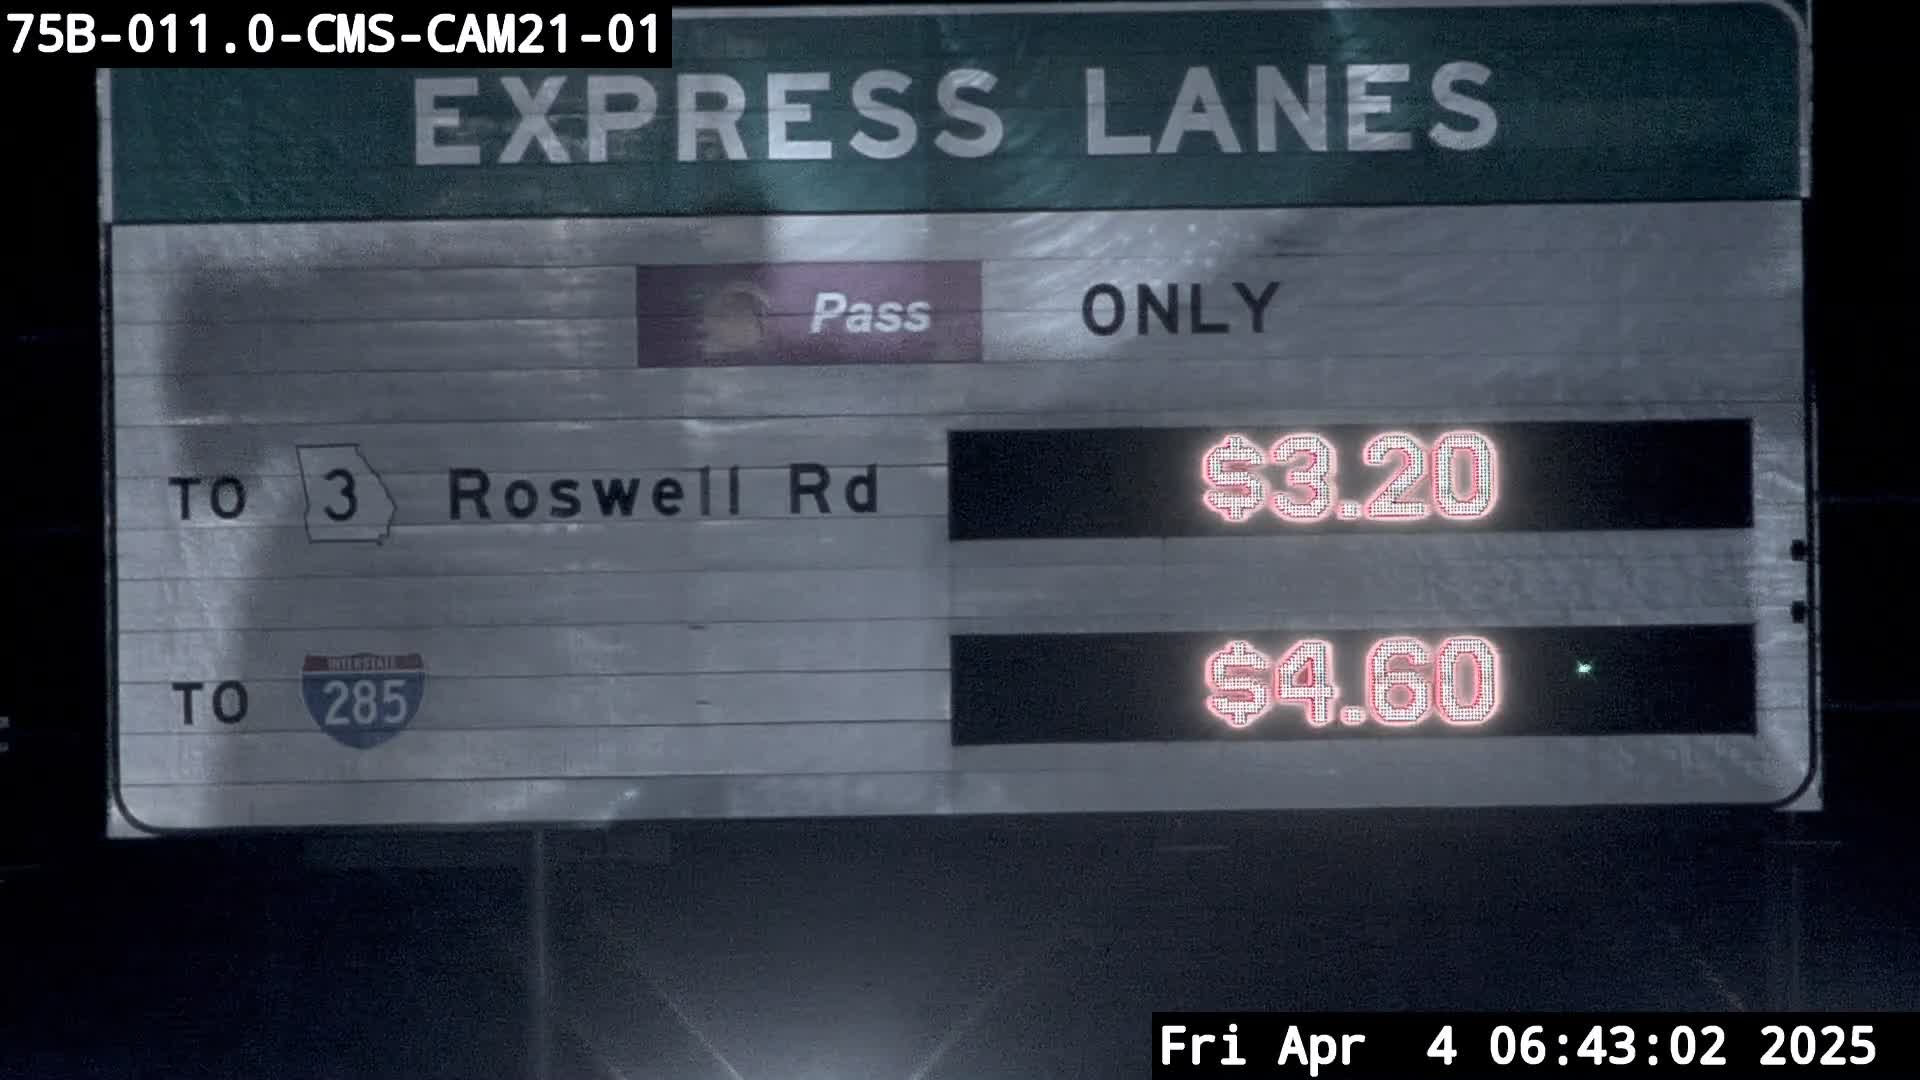 75B-011.0-CMS-CAM21-01
EXPRESS LANES
Pass ONLY
TO 3 Roswell Rd $3.20
TO INTERSTATE 285 $4.60
Fri Apr 4 06:43:02 2025